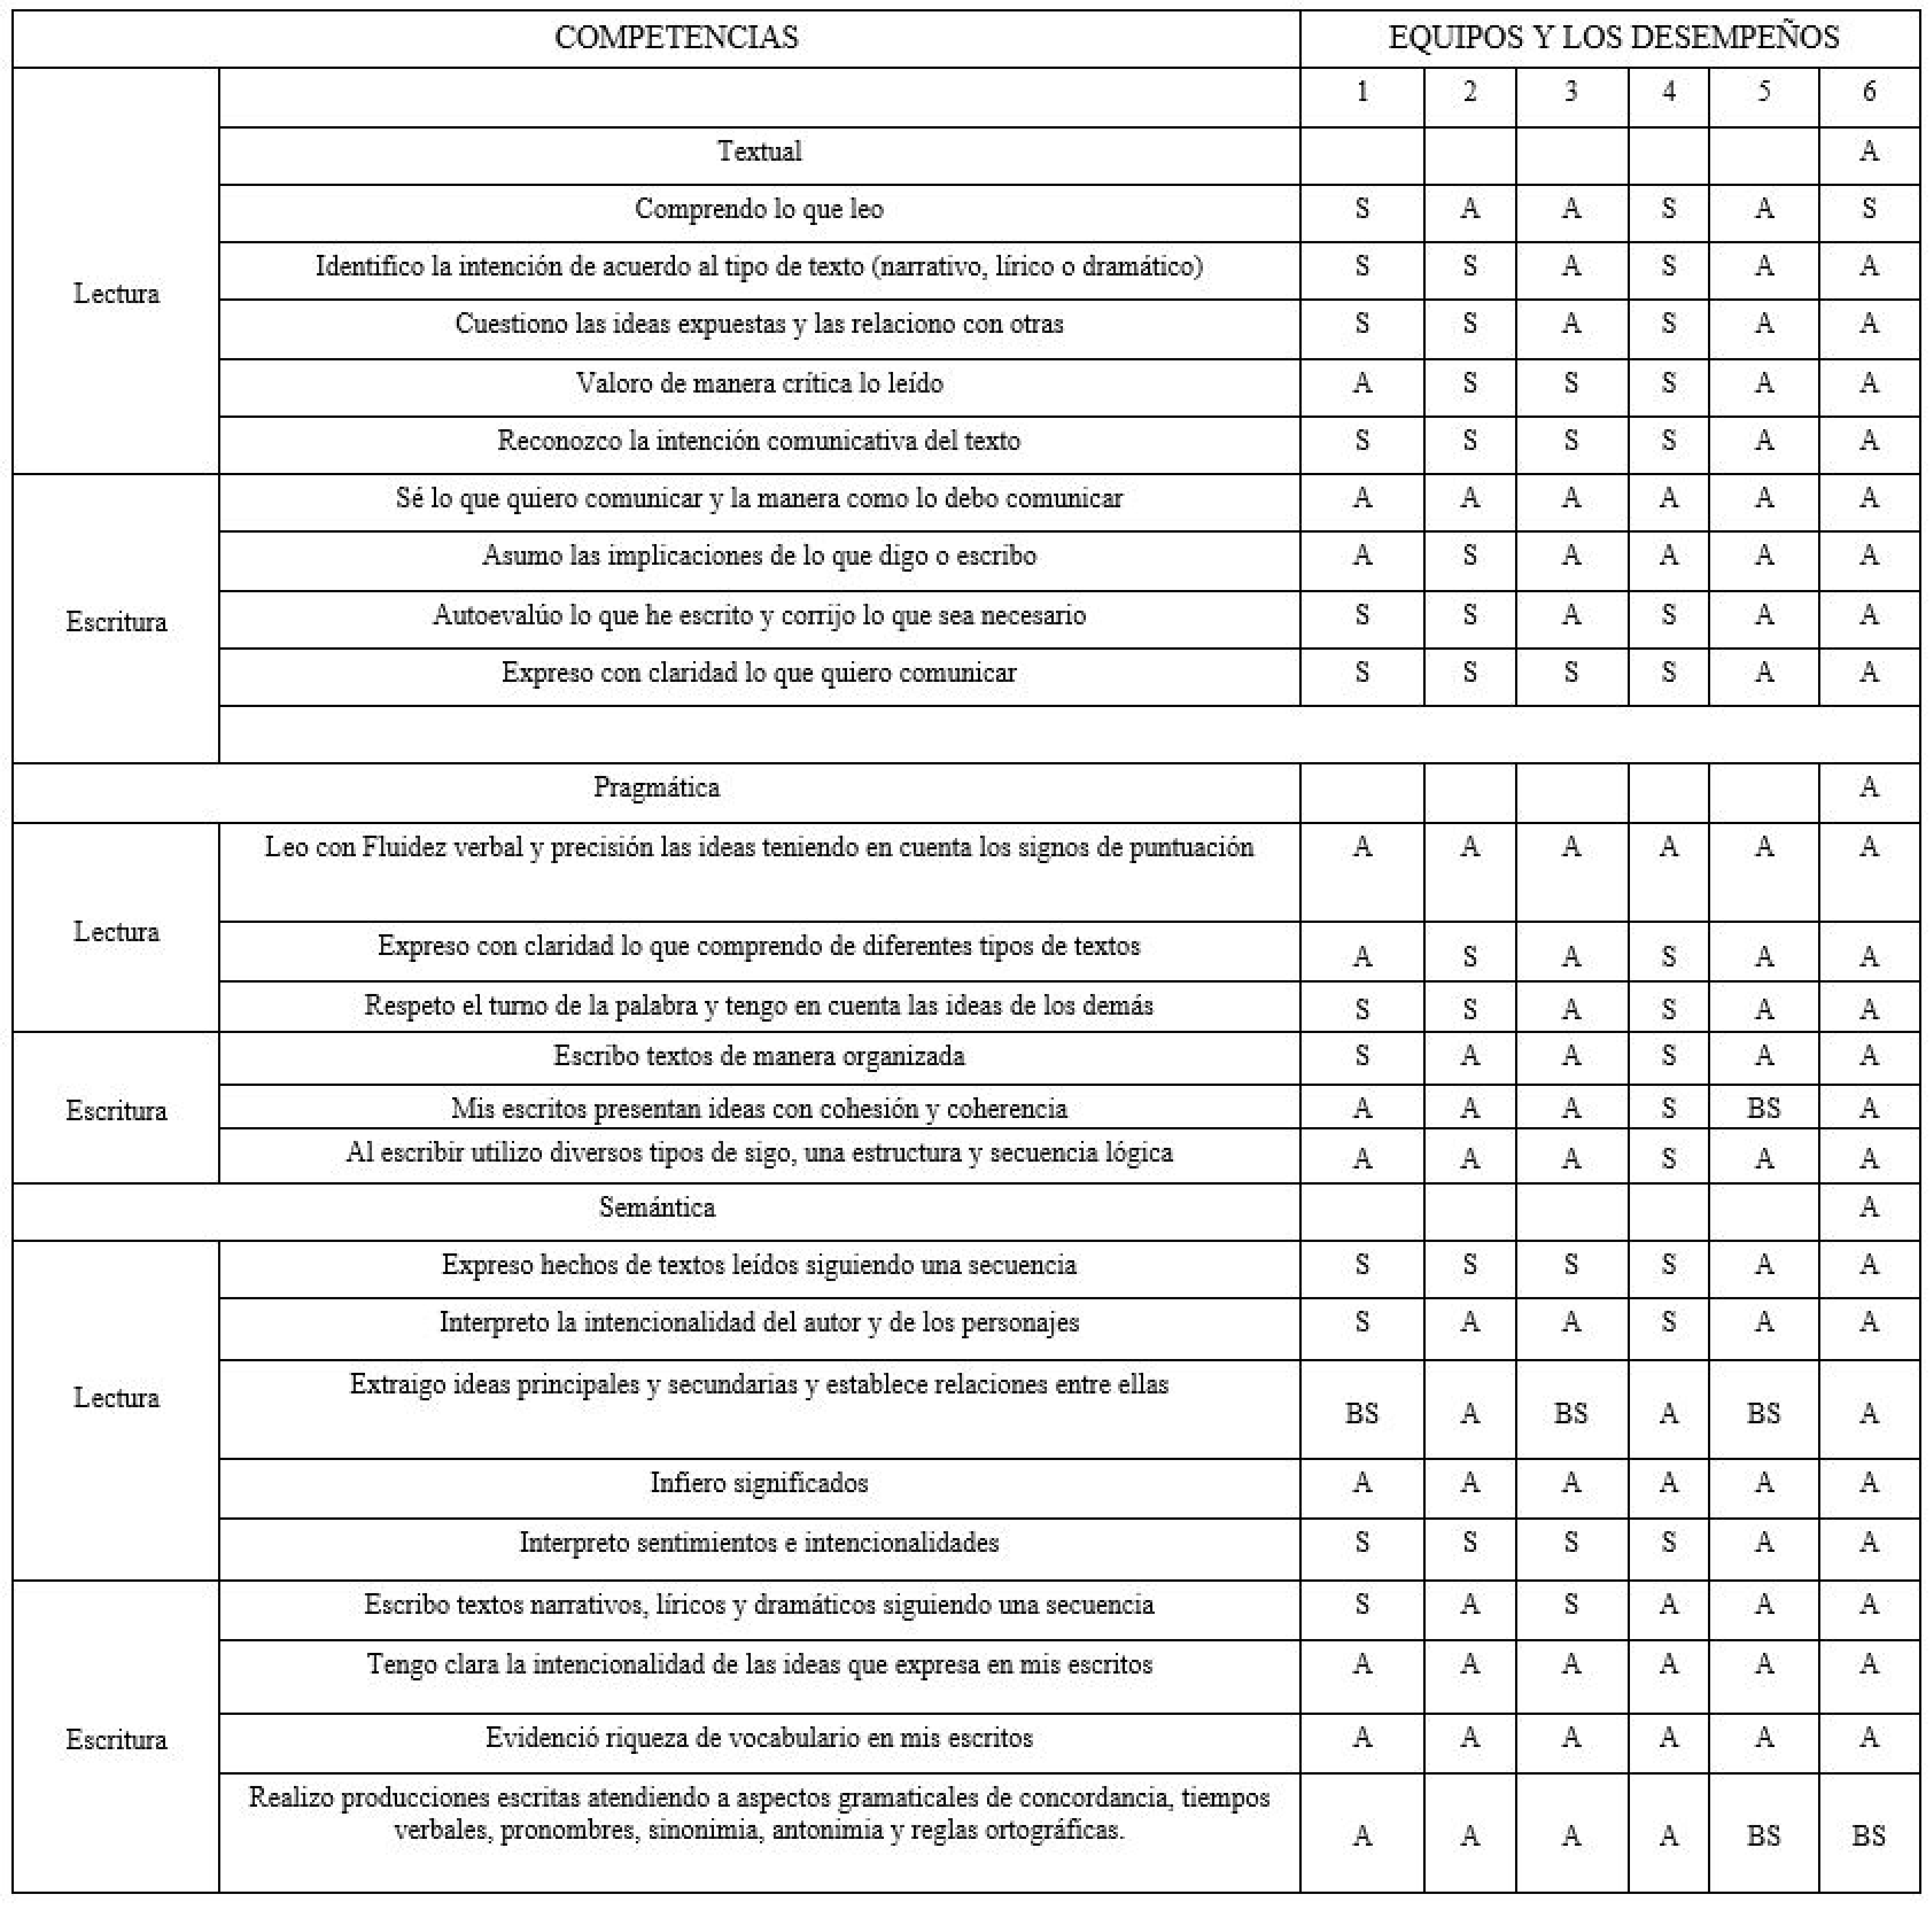 COMPETENCIAS EQUIPOS Y LOS DESEMPEÑOS
1 2 3 4 5 6
Textual A
Comprendo lo que leo S A A S A S
Identifico la intención de acuerdo al tipo de texto (narrativo, lírico o dramático) S S A S A A
Lectura
Cuestiono las ideas expuestas y las relaciono con otras S S A S A A
Valoro de manera crítica lo leído A S S S A A
Reconozco la intención comunicativa del texto S S S S A A
Sé lo que quiero comunicar y la manera como lo debo comunicar A A A A A A
Asumo las implicaciones de lo que digo o escribo A S A A A A
Escritura
Autoevalúo lo que he escrito y corrijo lo que sea necesario S S A S A A
Expreso con claridad lo que quiero comunicar S S S S A A
Pragmática A
Leo con Fluidez verbal y precisión las ideas teniendo en cuenta los signos de puntuación A A A A A A
Lectura
Expreso con claridad lo que comprendo de diferentes tipos de textos A S A S A A
Respeto el turno de la palabra y tengo en cuenta las ideas de los demás S S A S A A
Escribo textos de manera organizada S A A S A A
Escritura
Mis escritos presentan ideas con cohesión y coherencia A A A S BS A
Al escribir utilizo diversos tipos de sigo, una estructura y secuencia lógica A A A S A A
Semántica A
Expreso hechos de textos leídos siguiendo una secuencia S S S S A A
Interpreto la intencionalidad del autor y de los personajes S A A S A A
Lectura
Extraigo ideas principales y secundarias y establece relaciones entre ellas BS A BS A BS A
Infiero significados A A A A A A
Interpreto sentimientos e intencionalidades S S S S A A
Escribo textos narrativos, líricos y dramáticos siguiendo una secuencia S A S A A A
Tengo clara la intencionalidad de las ideas que expresa en mis escritos A A A A A A
Escritura
Evidenció riqueza de vocabulario en mis escritos A A A A A A
Realizo producciones escritas atendiendo a aspectos gramaticales de concordancia, tiempos
verbales, pronombres, sinonimia, antonimia y reglas ortográficas. A A A A BS BS